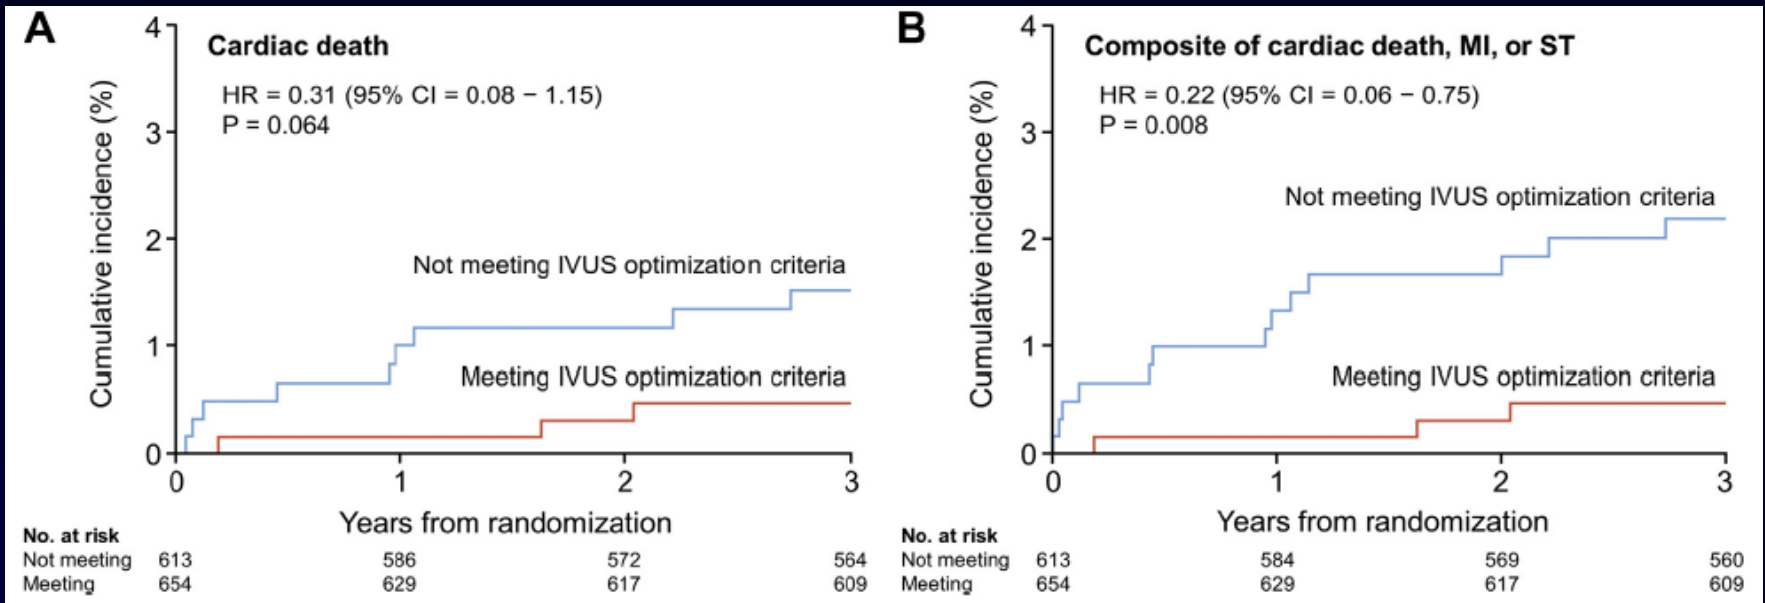 A
Cardiac death
HR = 0.31 (95% CI = 0.08 − 1.15)
P = 0.064
Cumulative incidence (%)
4
3
2
1
0
Not meeting IVUS optimization criteria
Meeting IVUS optimization criteria
0 1 2 3
Years from randomization
No. at risk
Not meeting 613 586 572 564
Meeting 654 629 617 609
B
Composite of cardiac death, MI, or ST
HR = 0.22 (95% CI = 0.06 − 0.75)
P = 0.008
Cumulative incidence (%)
4
3
2
1
0
Not meeting IVUS optimization criteria
Meeting IVUS optimization criteria
0 1 2 3
Years from randomization
No. at risk
Not meeting 613 584 569 560
Meeting 654 629 617 609